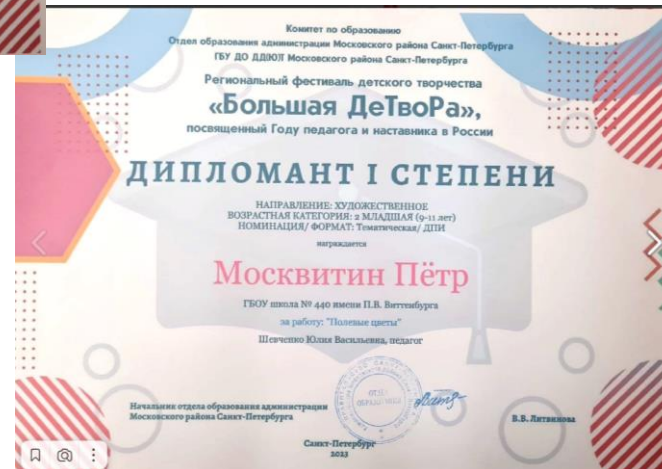 Комитет по образованию
Отдел образования администрации Московского района Санкт-Петербурга
ГБУ ДО ДДЮТ Московского района Санкт-Петербурга
Региональный фестиваль детского творчества
«Большая ДеТвоРа»,
посвященный Году педагога и наставника в России
ДИПЛОМАНТ I СТЕПЕНИ
НАПРАВЛЕНИЕ: ХУДОЖЕСТВЕННОЕ
ВОЗРАСТНАЯ КАТЕГОРИЯ: 2 МЛАДШАЯ (9-11 лет)
НОМИНАЦИЯ/ ФОРМАТ: Тематическая/ ДПИ
награждается
Москвитин Пётр
ГБОУ школа № 440 имени П.В. Виттенбурга
за работу: "Полевые цветы"
Шевченко Юлия Васильевна, педагог
ОТДЕЛ
ОБРАЗОВАНИЯ
Начальник отдела образования администрации
Московского района Санкт-Петербурга
В.В. Литвинова
Санкт-Петербург
2023